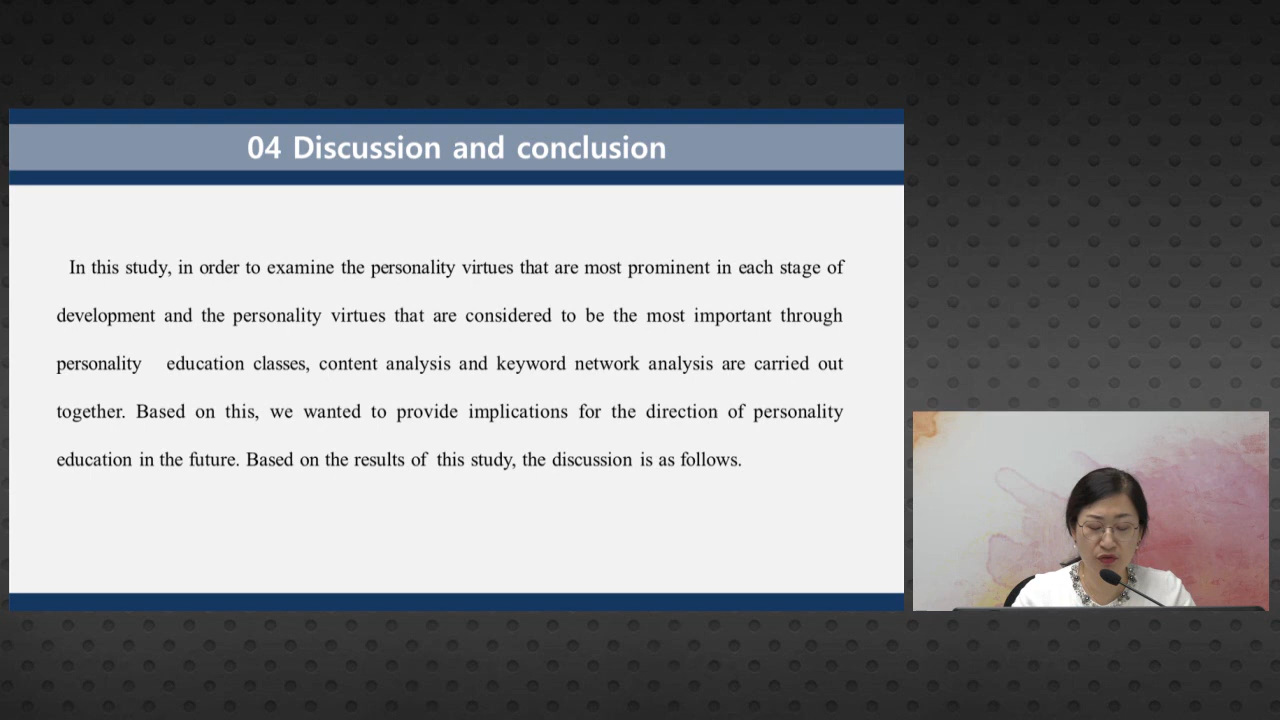 04 Discussion and conclusion
In this study, in order to examine the personality virtues that are most prominent in each stage of
development and the personality virtues that are considered to be the most important through
personality education classes, content analysis and keyword network analysis are carried out
together. Based on this, we wanted to provide implications for the direction of personality
education in the future. Based on the results of this study, the discussion is as follows.